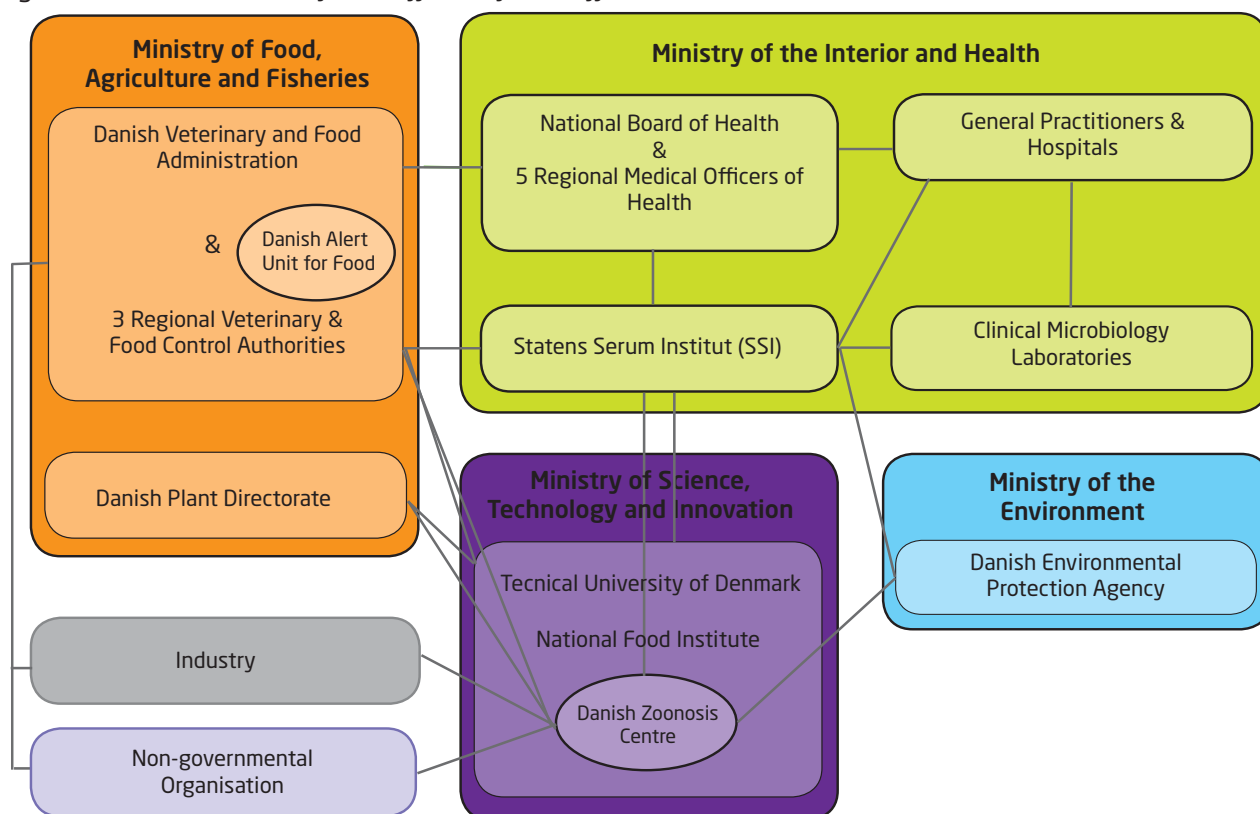 Ministry of Food,
Agriculture and Fisheries
Danish Veterinary and Food
Administration
&
Danish Alert
Unit for Food
3 Regional Veterinary &
Food Control Authorities
Danish Plant Directorate
Industry
Non-governmental
Organisation
Ministry of the Interior and Health
National Board of Health
&
5 Regional Medical Officers of
Health
General Practitioners &
Hospitals
Statens Serum Institut (SSI)
Clinical Microbiology
Laboratories
Ministry of Science,
Technology and Innovation
Tecnical University of Denmark
National Food Institute
Danish Zoonosis
Centre
Ministry of the
Environment
Danish Environmental
Protection Agency